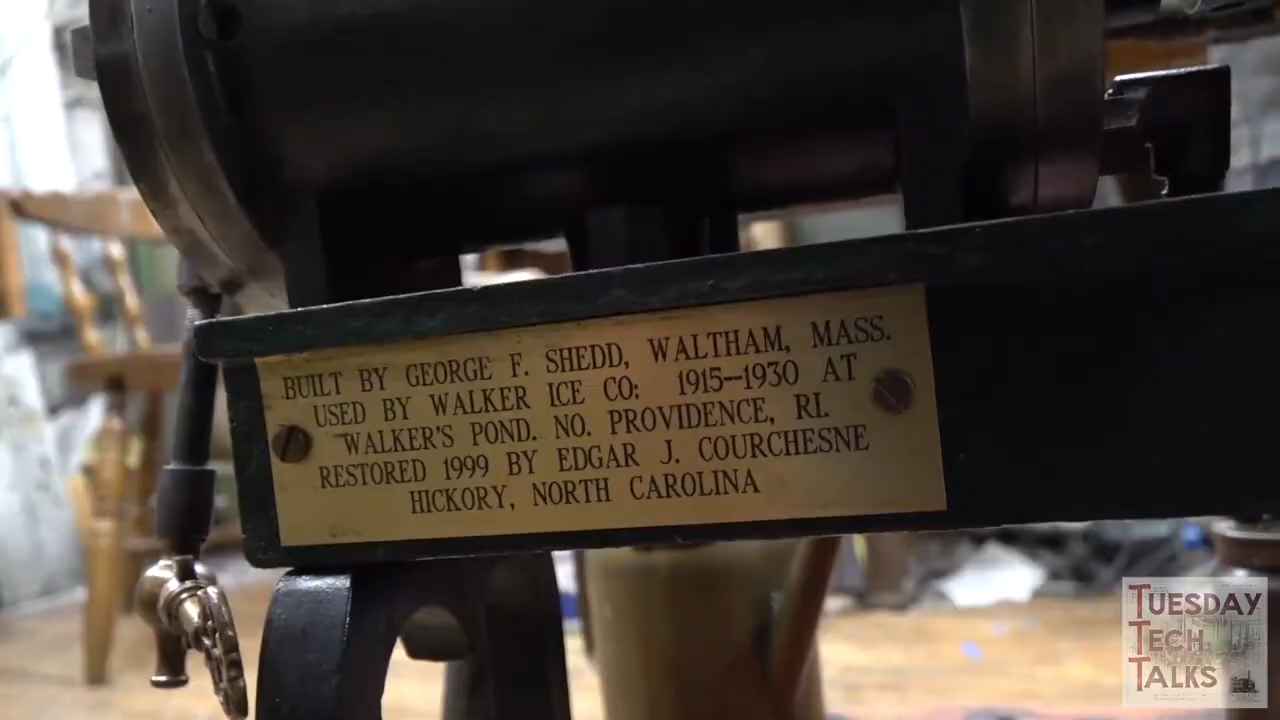 BUILT BY GEORGE F. SHEDD, WALTHAM, MASS.
USED BY WALKER ICE CO: 1915–1930 AT
WALKER'S POND. NO. PROVIDENCE, RI.
RESTORED 1999 BY EDGAR J. COURCHESNE
HICKORY, NORTH CAROLINA
TUESDAY
TECH
TALKS